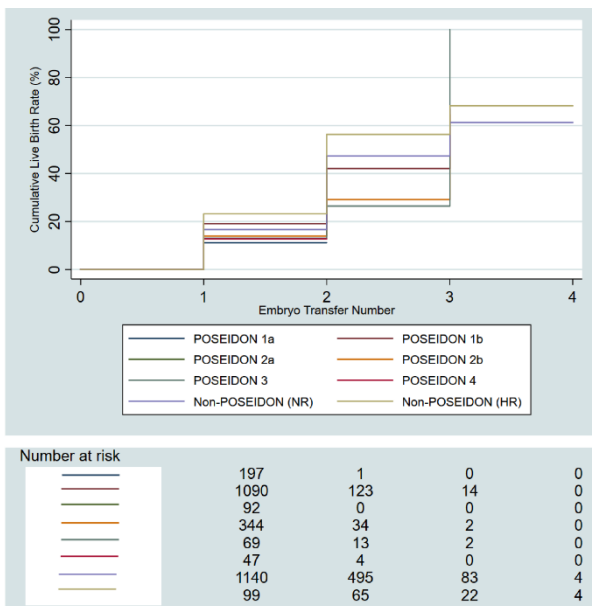 Cumulative Live Birth Rate (%)
100
80
60
40
20
0
0 1 2 3 4
Embryo Transfer Number
POSEIDON 1a POSEIDON 1b
POSEIDON 2a POSEIDON 2b
POSEIDON 3 POSEIDON 4
Non-POSEIDON (NR) Non-POSEIDON (HR)
Number at risk
197 1 0 0
1090 123 14 0
92 0 0 0
344 34 2 0
69 13 2 0
47 4 0 0
1140 495 83 4
99 65 22 4